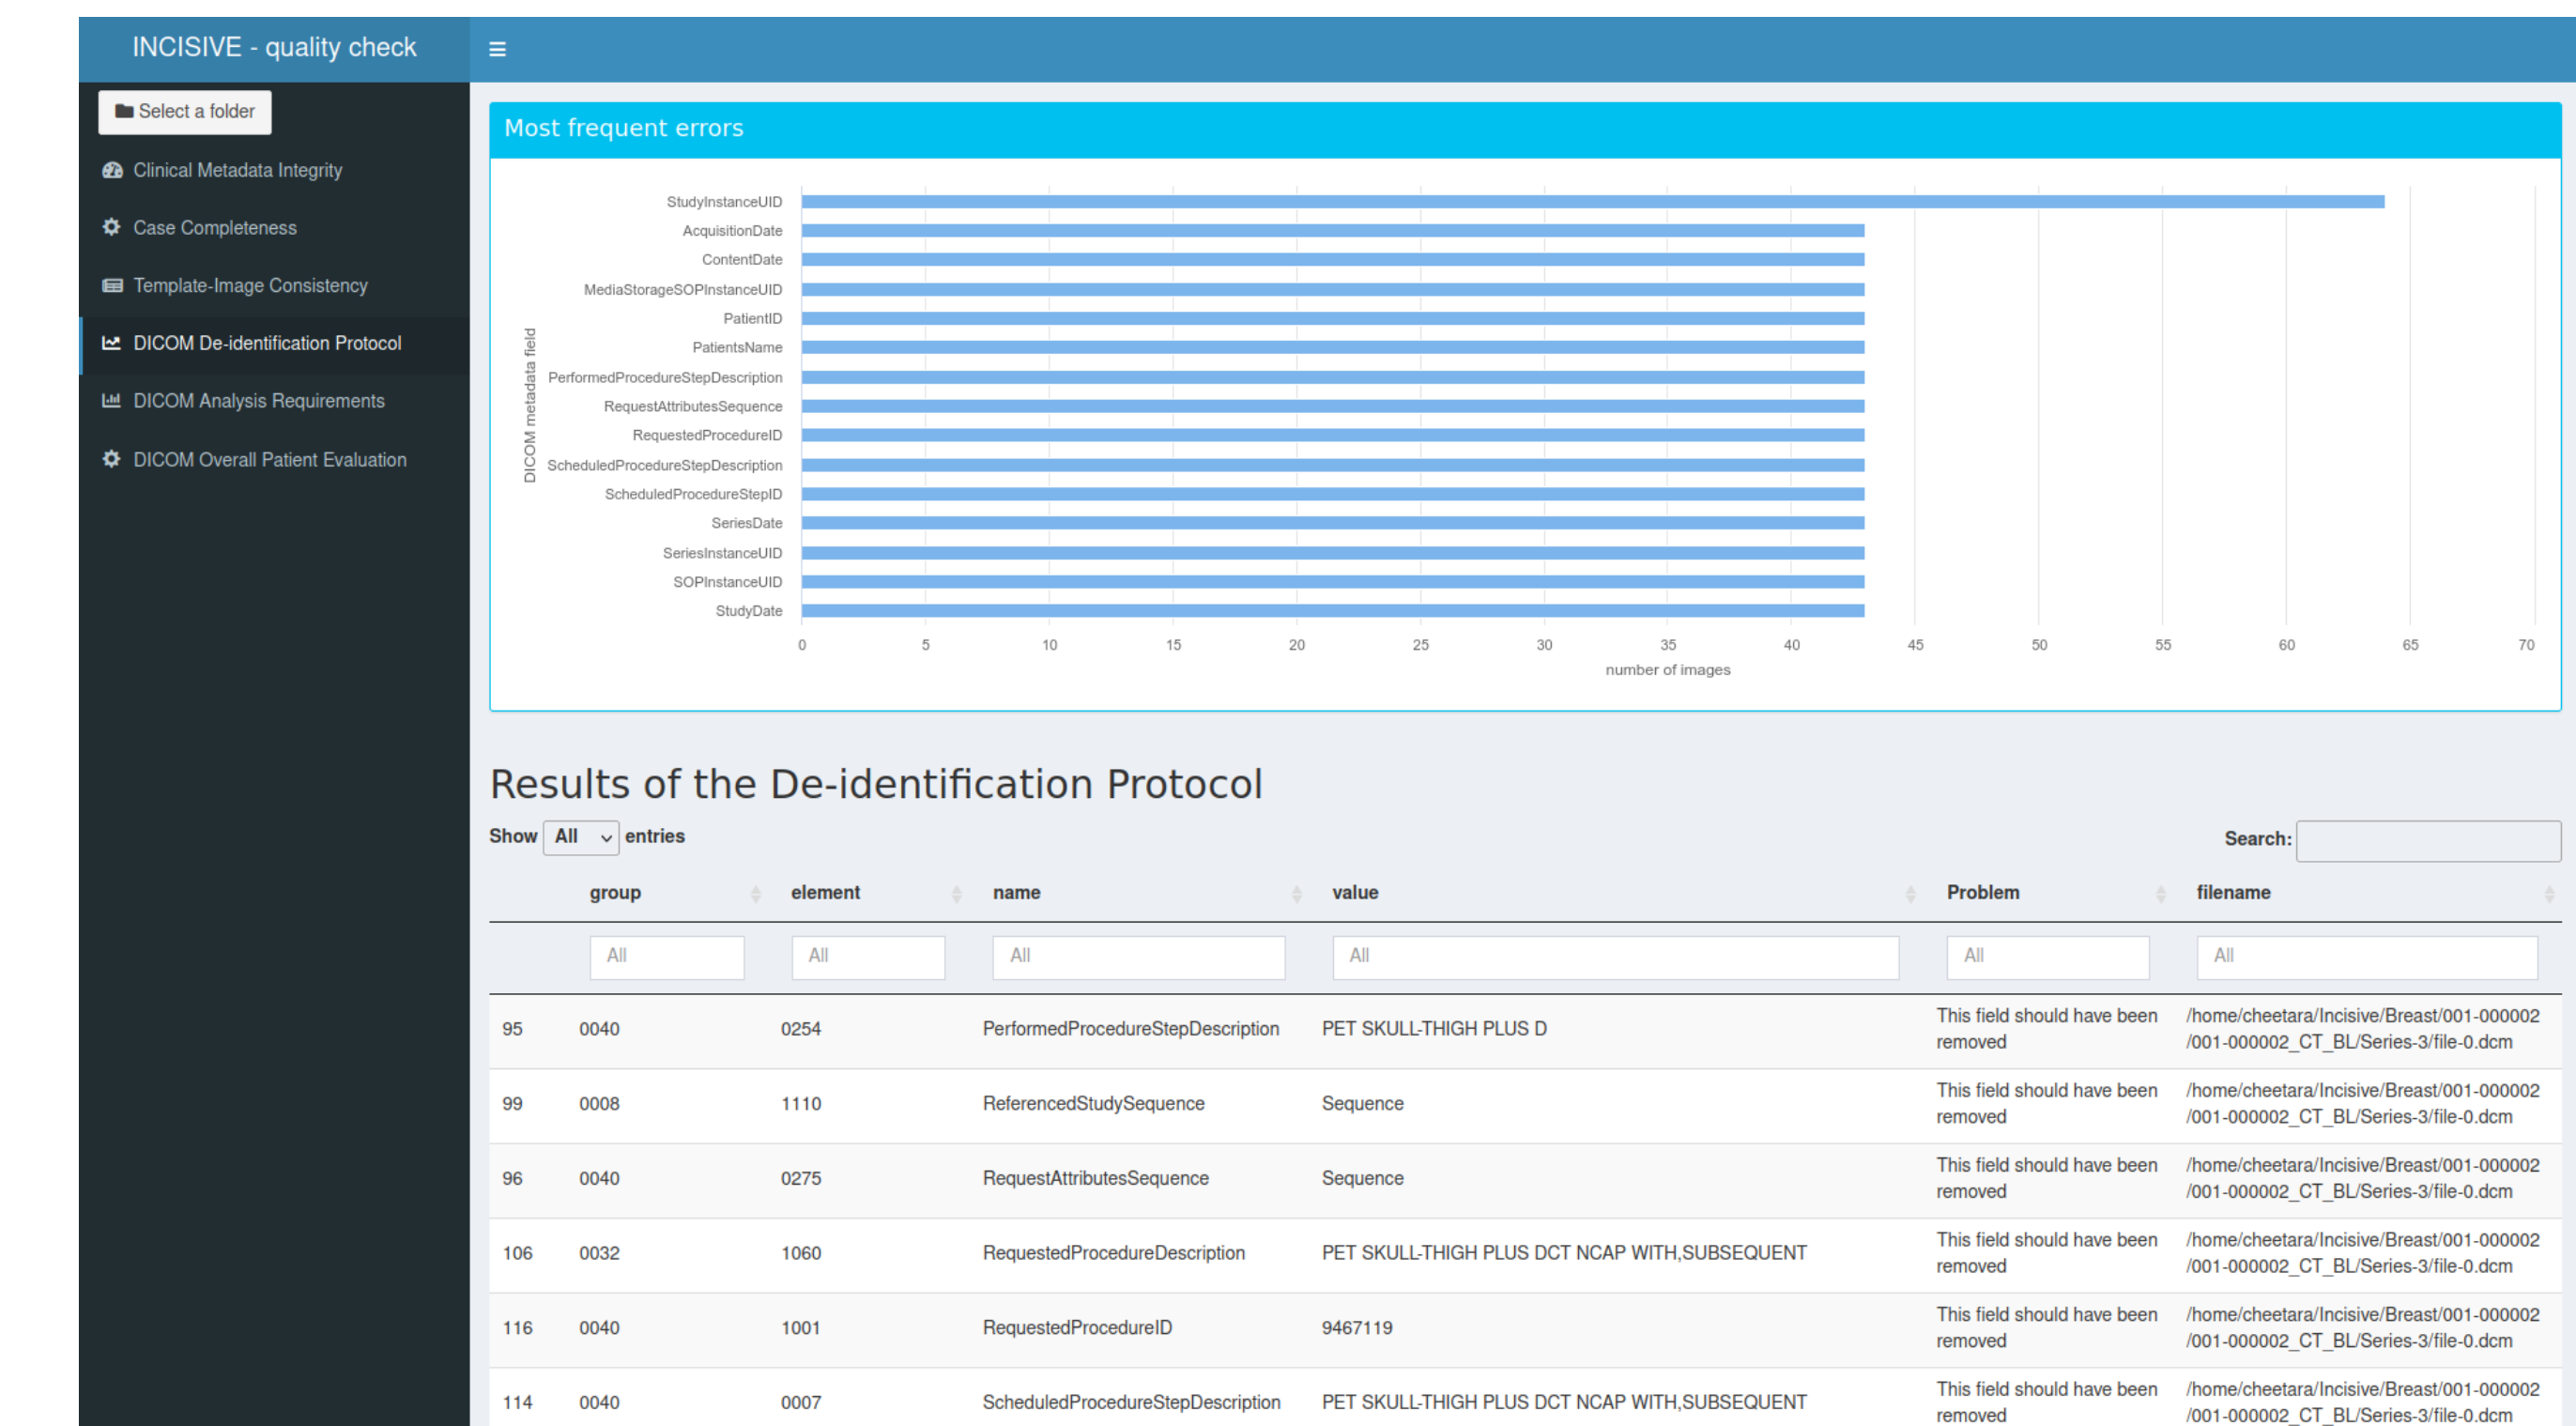 INCISIVE - quality check
Select a folder
Clinical Metadata Integrity
Case Completeness
Template-Image Consistency
DICOM De-identification Protocol
DICOM Analysis Requirements
DICOM Overall Patient Evaluation
Most frequent errors
DICOM metadata field
StudyInstanceUID
AcquisitionDate
ContentDate
MediaStorageSOPInstanceUID
PatientID
PatientsName
PerformedProcedureStepDescription
RequestAttributesSequence
RequestedProcedureID
ScheduledProcedureStepDescription
ScheduledProcedureStepID
SeriesDate
SeriesInstanceUID
SOPInstanceUID
StudyDate
0 5 10 15 20 25 30 35 40 45 50 55 60 65 70
number of images
Results of the De-identification Protocol
Show All entries
Search:
group element name value Problem filename
All All All All All All
95 0040 0254 PerformedProcedureStepDescription PET SKULL-THIGH PLUS D This field should have been removed /home/cheetara/Incisive/Breast/001-000002
/001-000002_CT_BL/Series-3/file-0.dcm
99 0008 1110 ReferencedStudySequence Sequence This field should have been removed /home/cheetara/Incisive/Breast/001-000002
/001-000002_CT_BL/Series-3/file-0.dcm
96 0040 0275 RequestAttributesSequence Sequence This field should have been removed /home/cheetara/Incisive/Breast/001-000002
/001-000002_CT_BL/Series-3/file-0.dcm
106 0032 1060 RequestedProcedureDescription PET SKULL-THIGH PLUS DCT NCAP WITH,SUBSEQUENT This field should have been removed /home/cheetara/Incisive/Breast/001-000002
/001-000002_CT_BL/Series-3/file-0.dcm
116 0040 1001 RequestedProcedureID 9467119 This field should have been removed /home/cheetara/Incisive/Breast/001-000002
/001-000002_CT_BL/Series-3/file-0.dcm
114 0040 0007 ScheduledProcedureStepDescription PET SKULL-THIGH PLUS DCT NCAP WITH,SUBSEQUENT This field should have been removed /home/cheetara/Incisive/Breast/001-000002
/001-000002_CT_BL/Series-3/file-0.dcm